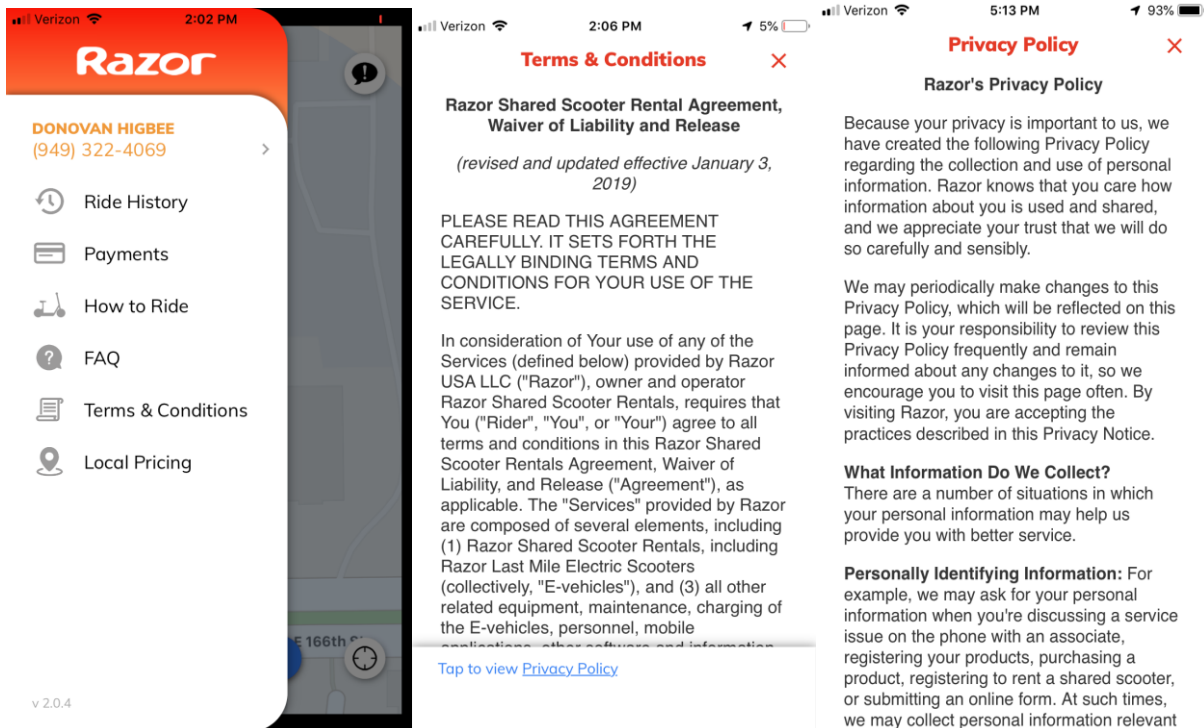 Verizon 2:02 PM
Razor
DONOVAN HIGBEE
(949) 322-4069
Ride History
Payments
How to Ride
FAQ
Terms & Conditions
Local Pricing
E 166th
v 2.0.4
Verizon 2:06 PM 5%
Terms & Conditions
Razor Shared Scooter Rental Agreement,
Waiver of Liability and Release
(revised and updated effective January 3,
2019)
PLEASE READ THIS AGREEMENT
CAREFULLY. IT SETS FORTH THE
LEGALLY BINDING TERMS AND
CONDITIONS FOR YOUR USE OF THE
SERVICE.
In consideration of Your use of any of the
Services (defined below) provided by Razor
USA LLC ("Razor"), owner and operator
Razor Shared Scooter Rentals, requires that
You ("Rider", "You", or "Your") agree to all
terms and conditions in this Razor Shared
Scooter Rentals Agreement, Waiver of
Liability, and Release ("Agreement"), as
applicable. The "Services" provided by Razor
are composed of several elements, including
(1) Razor Shared Scooter Rentals, including
Razor Last Mile Electric Scooters
(collectively, "E-vehicles"), and (3) all other
related equipment, maintenance, charging of
the E-vehicles, personnel, mobile
applications, other software and information
Tap to view Privacy Policy
Verizon 5:13 PM 93%
Privacy Policy
Razor's Privacy Policy
Because your privacy is important to us, we
have created the following Privacy Policy
regarding the collection and use of personal
information. Razor knows that you care how
information about you is used and shared,
and we appreciate your trust that we will do
so carefully and sensibly.
We may periodically make changes to this
Privacy Policy, which will be reflected on this
page. It is your responsibility to review this
Privacy Policy frequently and remain
informed about any changes to it, so we
encourage you to visit this page often. By
visiting Razor, you are accepting the
practices described in this Privacy Notice.
What Information Do We Collect?
There are a number of situations in which
your personal information may help us
provide you with better service.
Personally Identifying Information: For
example, we may ask for your personal
information when you're discussing a service
issue on the phone with an associate,
registering your products, purchasing a
product, registering to rent a shared scooter,
or submitting an online form. At such times,
we may collect personal information relevant